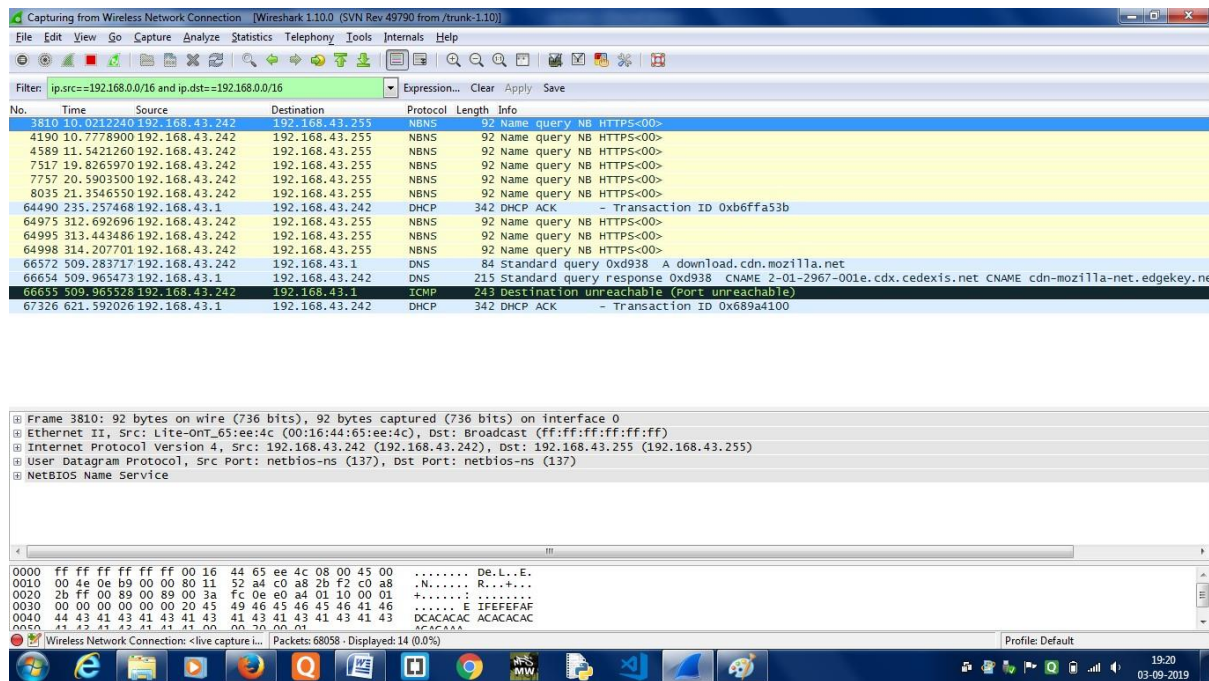 Capturing from Wireless Network Connection [Wireshark 1.10.0 (SVN Rev 49790 from /trunk-1.10)]
File Edit View Go Capture Analyze Statistics Telephony Tools Internals Help
Filter: ip.src==192.168.0.0/16 and ip.dst==192.168.0.0/16 Expression... Clear Apply Save
No. Time Source Destination Protocol Length Info
3810 10.0212240 192.168.43.242 192.168.43.255 NBNS 92 Name query NB HTTPS<00>
4190 10.7778900 192.168.43.242 192.168.43.255 NBNS 92 Name query NB HTTPS<00>
4589 11.5421260 192.168.43.242 192.168.43.255 NBNS 92 Name query NB HTTPS<00>
7517 19.8265970 192.168.43.242 192.168.43.255 NBNS 92 Name query NB HTTPS<00>
7757 20.5903500 192.168.43.242 192.168.43.255 NBNS 92 Name query NB HTTPS<00>
8035 21.3546550 192.168.43.242 192.168.43.255 NBNS 92 Name query NB HTTPS<00>
64490 235.257468 192.168.43.1 192.168.43.242 DHCP 342 DHCP ACK - Transaction ID 0xb6ffa53b
64975 312.692696 192.168.43.242 192.168.43.255 NBNS 92 Name query NB HTTPS<00>
64995 313.443486 192.168.43.242 192.168.43.255 NBNS 92 Name query NB HTTPS<00>
64998 314.207701 192.168.43.242 192.168.43.255 NBNS 92 Name query NB HTTPS<00>
66572 509.283717 192.168.43.242 192.168.43.1 DNS 84 Standard query 0xd938 A download.cdn.mozilla.net
66654 509.965473 192.168.43.1 192.168.43.242 DNS 215 Standard query response 0xd938 CNAME 2-01-2967-001e.cdx.cedexis.net CNAME cdn-mozilla-net.edgekey.ne
66655 509.965528 192.168.43.242 192.168.43.1 ICMP 243 Destination unreachable (Port unreachable)
67326 621.592026 192.168.43.1 192.168.43.242 DHCP 342 DHCP ACK - Transaction ID 0x689a4100
Frame 3810: 92 bytes on wire (736 bits), 92 bytes captured (736 bits) on interface 0
Ethernet II, Src: Lite-OnT_65:ee:4c (00:16:44:65:ee:4c), Dst: Broadcast (ff:ff:ff:ff:ff:ff)
Internet Protocol Version 4, Src: 192.168.43.242 (192.168.43.242), Dst: 192.168.43.255 (192.168.43.255)
User Datagram Protocol, Src Port: netbios-ns (137), Dst Port: netbios-ns (137)
NetBIOS Name Service
0000 ff ff ff ff ff ff 00 16 44 65 ee 4c 08 00 45 00 ........ De.L..E.
0010 00 4e 0e b9 00 00 80 11 52 a4 c0 a8 2b f2 c0 a8 .N...... R...+...
0020 2b ff 00 89 00 89 00 3a fc 0e e0 a4 01 10 00 01 +......: ........
0030 00 00 00 00 00 00 20 45 49 46 45 46 45 46 41 46 ...... E IFEFEFAF
0040 44 43 41 43 41 43 41 43 41 43 41 43 41 43 41 43 DCACACAC ACACACAC
Wireless Network Connection: <live capture i... Packets: 68058 · Displayed: 14 (0.0%) Profile: Default
NFS
MW
19:20
03-09-2019